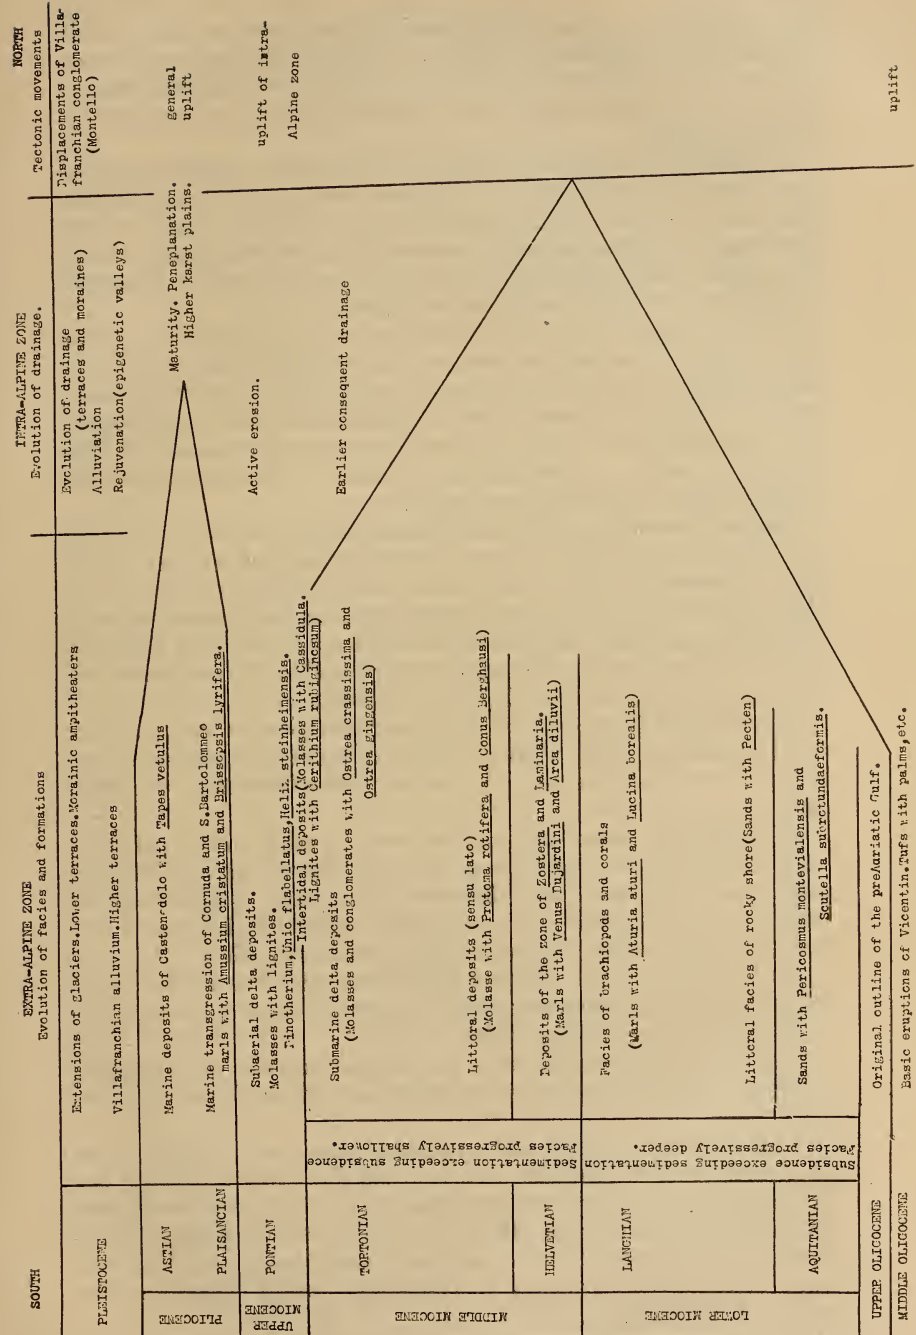 SOUTH
EXTRA-ALPINE ZONE
Evolution of facies and formations
INTRA-ALPINE ZONE
Evolution of drainage.
NORTH
Tectonic movements
PLEISTOCENE
Extensions of glaciers.Lower terraces.Morainic ampitheaters
Villafranchian alluvium.Higher terraces
Evolution of drainage
(terraces and moraines)
Alluviation
Rejuvenation(epigenetic valleys)
Displacements of Villa-
franchian conglomerate
(Montello)
PLIOCENE
ASTIAN
Marine deposits of Castenedolo with Tapes vetulus
PLAISANCIAN
Marine transgression of Cornuda and S.Bartolommeo
marls with Amussium cristatum and Brissopsis lyrifera.
Maturity. Peneplanation.
Higher karst plains.
general
uplift
UPPER
MIOCENE
PONTIAN
Subaerial delta deposits.
Molasses with lignites.
Dinotherium,Unio flabellatus,Helix steinheimensis.
Intertidal deposits(Molasses with Cassidula.
Lignites with Cerithium rubiginosum)
Active erosion.
uplift of intra-
Alpine zone
MIDDLE MIOCENE
TORTONIAN
Sedimentation exceeding subsidence
Facies progressively shallower.
Submarine delta deposits
(Molasses and conglomerates with Ostrea crassissima and
Ostrea gingensis)
Earlier consequent drainage
Littoral deposits (sensu lato)
(Molasse with Protoma rotifera and Conus Berghausi)
HELVETIAN
Deposits of the zone of Zostera and Laminaria.
(Marls with Venus Dujardini and Arca diluvii)
LOWER MIOCENE
LANGHIAN
Subsidence exceeding sedimentation
Facies progressively deeper.
Facies of brachiopods and corals
(Marls with Aturia aturi and Lucina borealis)
Littoral facies of rocky shore(Sands with Pecten)
AQUITANIAN
Sands with Pericosmus montevialensis and
Scutella subrotundaeformis.
UPPER OLIGOCENE
Original outline of the preAdriatic Gulf.
MIDDLE OLIGOCENE
Basic eruptions of Vicentin.Tufs with palms,etc.
uplift